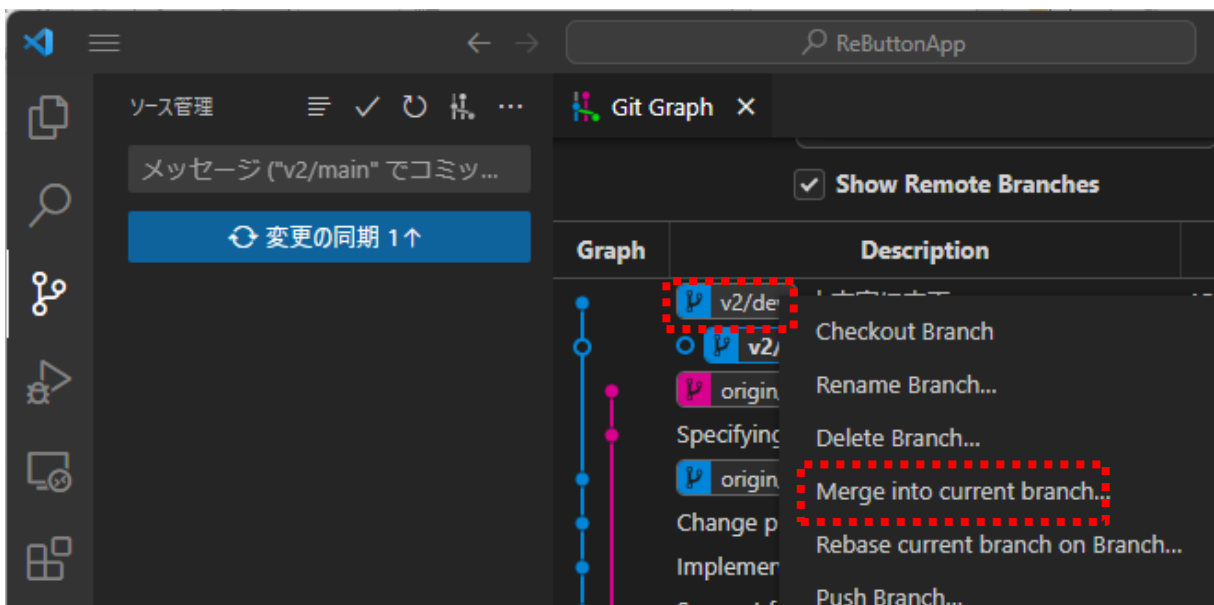 ReButtonApp
ソース管理
Git Graph
メッセージ ("v2/main" でコミッ...
Show Remote Branches
変更の同期 1↑
Graph Description
v2/de
Checkout Branch
v2/
Rename Branch...
origin
Specifying
Delete Branch...
origin
Merge into current branch...
Change p
Rebase current branch on Branch...
Implemen
Push Branch...